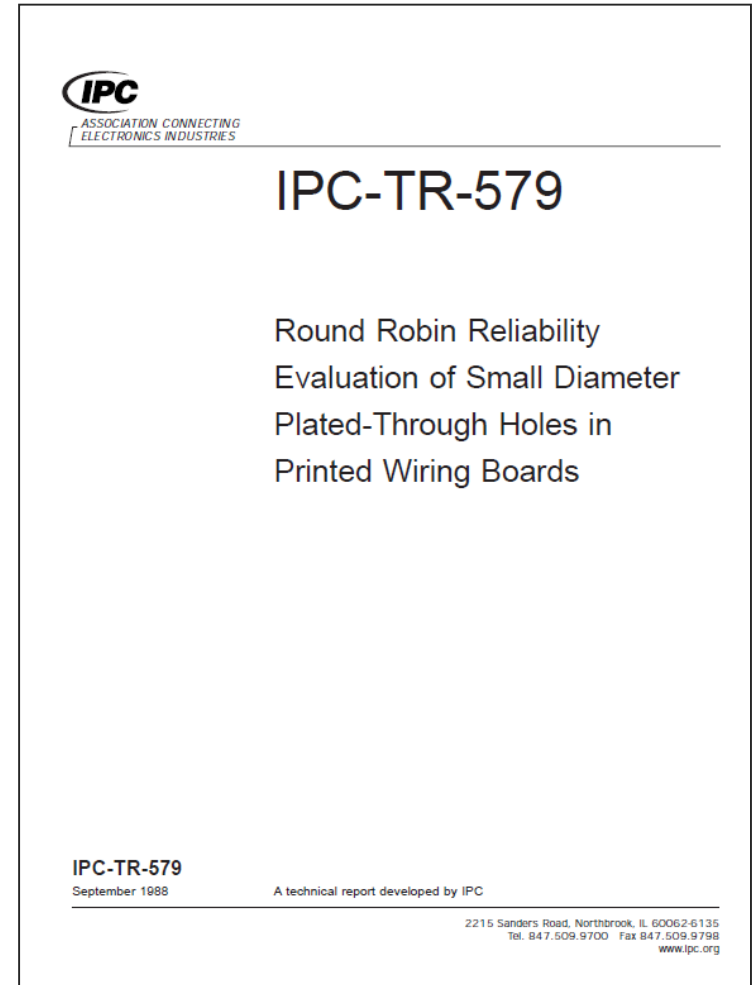 IPC
ASSOCIATION CONNECTING
ELECTRONICS INDUSTRIES
IPC-TR-579
Round Robin Reliability
Evaluation of Small Diameter
Plated-Through Holes in
Printed Wiring Boards
IPC-TR-579
September 1988
A technical report developed by IPC
2215 Sanders Road, Northbrook, IL 60062-6135
Tel. 847.509.9700 Fax 847.509.9798
www.ipc.org